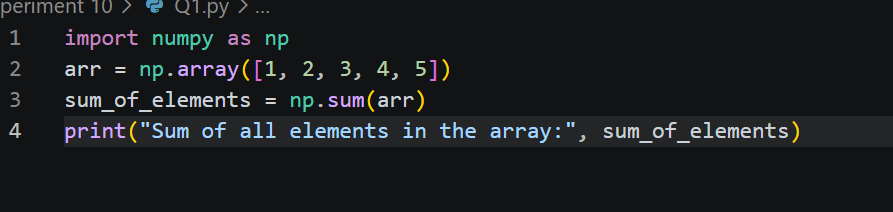 periment 10 > Q1.py > ...
1 import numpy as np
2 arr = np.array([1, 2, 3, 4, 5])
3 sum_of_elements = np.sum(arr)
4 print("Sum of all elements in the array:", sum_of_elements)